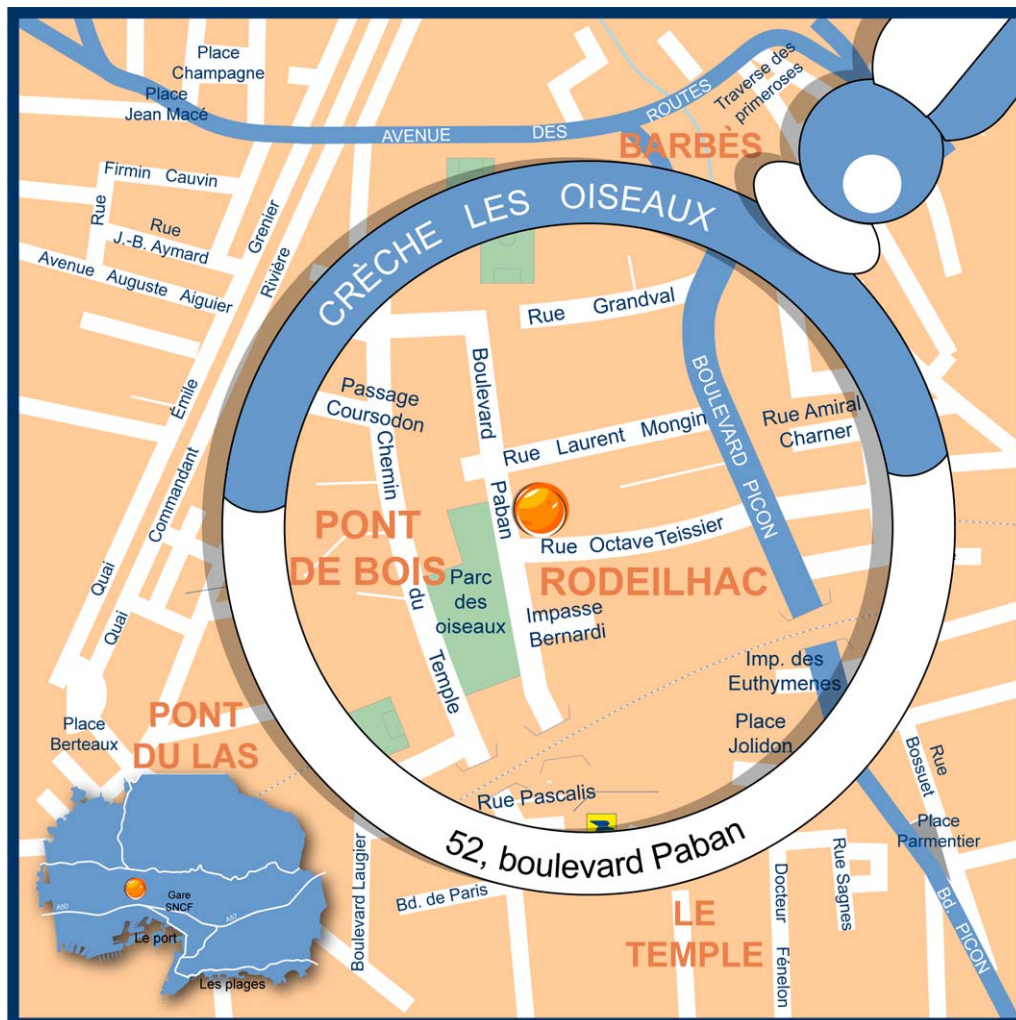 Place
Champagne
Place
Jean Macé
AVENUE DES ROUTES
Traverse des
primeroses
BARBÈS
Firmin Cauvin
Rue
Rue
J.-B. Aymard
Avenue Auguste Aiguier
Grenier
Rivière
CRÈCHE LES OISEAUX
Rue Grandval
Boulevard
Paban
BOULEVARD PICON
Passage
Coursodon
Rue Amiral
Charner
Émile
Commandant
Quai
Quai
Rue Laurent Mongin
Chemin
du
Temple
PONT
DE BOIS
Rue Octave Teissier
RODEILHAC
Parc
des
oiseaux
Impasse
Bernardi
Imp. des
Euthymenes
Place
Jolidon
PONT
DU LAS
Place
Berteaux
Rue
Bossuet
Rue Pascalis
52, boulevard Paban
Place
Parmentier
Boulevard Laugier
Bd. de Paris
LE
TEMPLE
Docteur Fénelon
Rue Sagnes
Bd. PICON
Gare
SNCF
A50
A57
Le port
Les plages